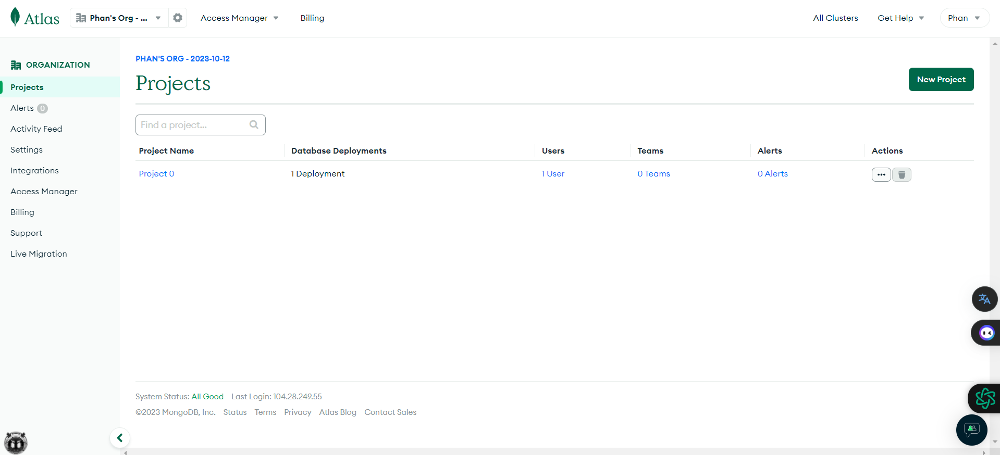 Atlas
Phan's Org - ...
Access Manager
Billing
All Clusters
Get Help
Phan
ORGANIZATION
Projects
Alerts 0
Activity Feed
Settings
Integrations
Access Manager
Billing
Support
Live Migration
PHAN'S ORG - 2023-10-12
Projects
New Project
Find a project...
Project Name Database Deployments Users Teams Alerts Actions
Project 0 1 Deployment 1 User 0 Teams 0 Alerts
System Status: All Good Last Login: 104.28.249.55
©2023 MongoDB, Inc. Status Terms Privacy Atlas Blog Contact Sales